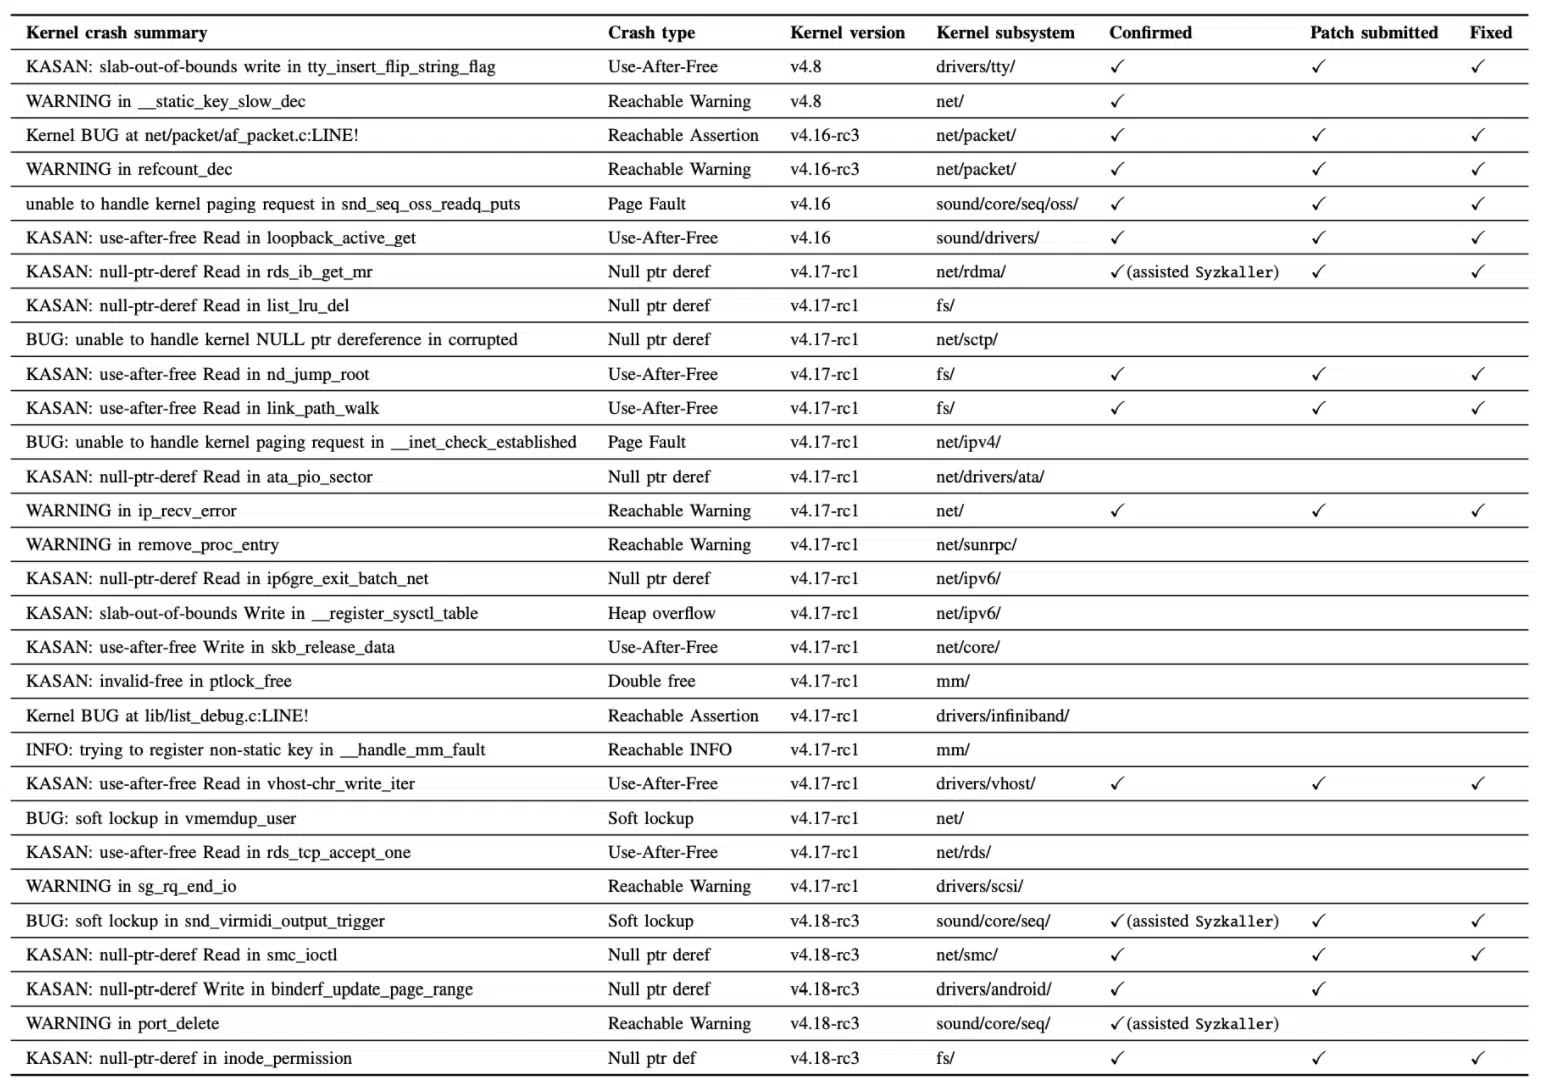 Kernel crash summary Crash type Kernel version Kernel subsystem Confirmed Patch submitted Fixed
KASAN: slab-out-of-bounds write in tty_insert_flip_string_flag Use-After-Free v4.8 drivers/tty/ ✓ ✓ ✓
WARNING in __static_key_slow_dec Reachable Warning v4.8 net/ ✓
Kernel BUG at net/packet/af_packet.c:LINE! Reachable Assertion v4.16-rc3 net/packet/ ✓ ✓ ✓
WARNING in refcount_dec Reachable Warning v4.16-rc3 net/packet/ ✓ ✓ ✓
unable to handle kernel paging request in snd_seq_oss_readq_puts Page Fault v4.16 sound/core/seq/oss/ ✓ ✓ ✓
KASAN: use-after-free Read in loopback_active_get Use-After-Free v4.16 sound/drivers/ ✓ ✓ ✓
KASAN: null-ptr-deref Read in rds_ib_get_mr Null ptr deref v4.17-rc1 net/rdma/ ✓(assisted Syzkaller) ✓ ✓
KASAN: null-ptr-deref Read in list_lru_del Null ptr deref v4.17-rc1 fs/
BUG: unable to handle kernel NULL ptr dereference in corrupted Null ptr deref v4.17-rc1 net/sctp/
KASAN: use-after-free Read in nd_jump_root Use-After-Free v4.17-rc1 fs/ ✓ ✓ ✓
KASAN: use-after-free Read in link_path_walk Use-After-Free v4.17-rc1 fs/ ✓ ✓ ✓
BUG: unable to handle kernel paging request in __inet_check_established Page Fault v4.17-rc1 net/ipv4/
KASAN: null-ptr-deref Read in ata_pio_sector Null ptr deref v4.17-rc1 net/drivers/ata/
WARNING in ip_recv_error Reachable Warning v4.17-rc1 net/ ✓ ✓ ✓
WARNING in remove_proc_entry Reachable Warning v4.17-rc1 net/sunrpc/
KASAN: null-ptr-deref Read in ip6gre_exit_batch_net Null ptr deref v4.17-rc1 net/ipv6/
KASAN: slab-out-of-bounds Write in __register_sysctl_table Heap overflow v4.17-rc1 net/ipv6/
KASAN: use-after-free Write in skb_release_data Use-After-Free v4.17-rc1 net/core/
KASAN: invalid-free in ptlock_free Double free v4.17-rc1 mm/
Kernel BUG at lib/list_debug.c:LINE! Reachable Assertion v4.17-rc1 drivers/infiniband/
INFO: trying to register non-static key in __handle_mm_fault Reachable INFO v4.17-rc1 mm/
KASAN: use-after-free Read in vhost-chr_write_iter Use-After-Free v4.17-rc1 drivers/vhost/ ✓ ✓ ✓
BUG: soft lockup in vmemdup_user Soft lockup v4.17-rc1 net/
KASAN: use-after-free Read in rds_tcp_accept_one Use-After-Free v4.17-rc1 net/rds/
WARNING in sg_rq_end_io Reachable Warning v4.17-rc1 drivers/scsi/
BUG: soft lockup in snd_virmidi_output_trigger Soft lockup v4.18-rc3 sound/core/seq/ ✓(assisted Syzkaller) ✓ ✓
KASAN: null-ptr-deref Read in smc_ioctl Null ptr deref v4.18-rc3 net/smc/ ✓ ✓ ✓
KASAN: null-ptr-deref Write in binderf_update_page_range Null ptr deref v4.18-rc3 drivers/android/ ✓ ✓
WARNING in port_delete Reachable Warning v4.18-rc3 sound/core/seq/ ✓(assisted Syzkaller)
KASAN: null-ptr-deref in inode_permission Null ptr def v4.18-rc3 fs/ ✓ ✓ ✓